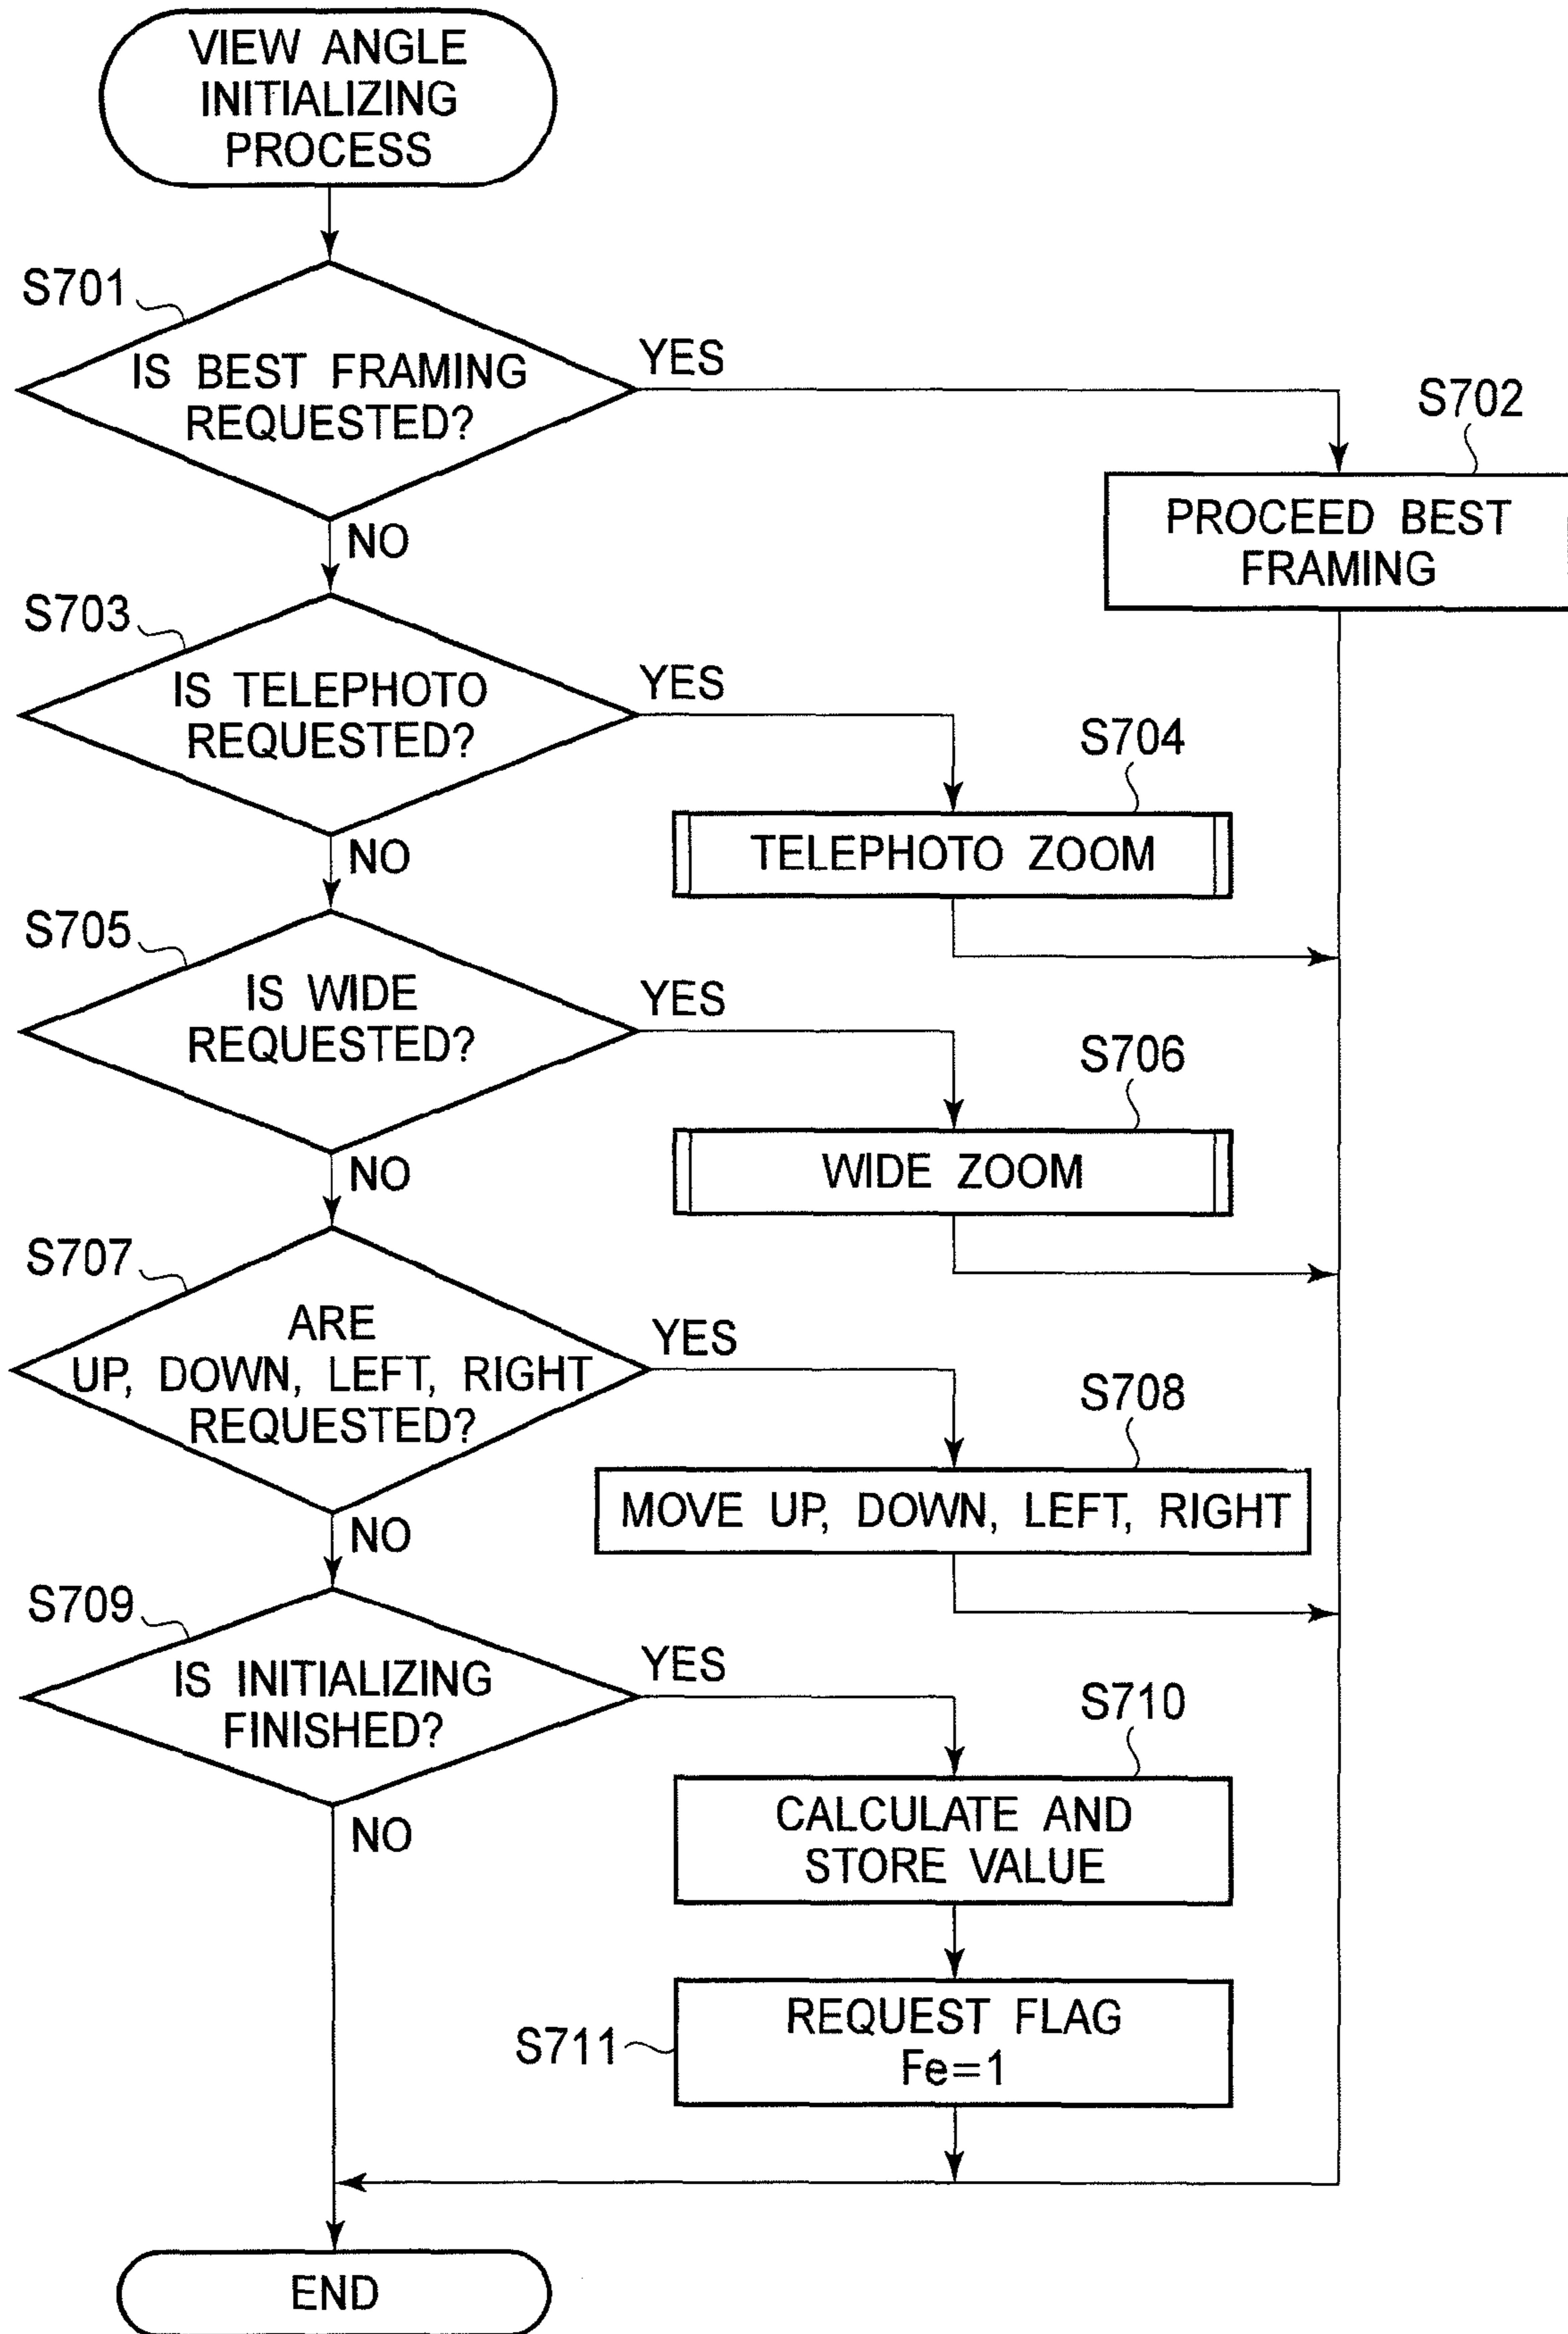 VIEW ANGLE
INITIALIZING
PROCESS
S701
IS BEST FRAMING
REQUESTED?
YES
NO
S702
PROCEED BEST
FRAMING
S703
IS TELEPHOTO
REQUESTED?
YES
NO
S704
TELEPHOTO ZOOM
S705
IS WIDE
REQUESTED?
YES
NO
S706
WIDE ZOOM
S707
ARE
UP, DOWN, LEFT, RIGHT
REQUESTED?
YES
NO
S708
MOVE UP, DOWN, LEFT, RIGHT
S709
IS INITIALIZING
FINISHED?
YES
NO
S710
CALCULATE AND
STORE VALUE
S711
REQUEST FLAG
Fe=1
END